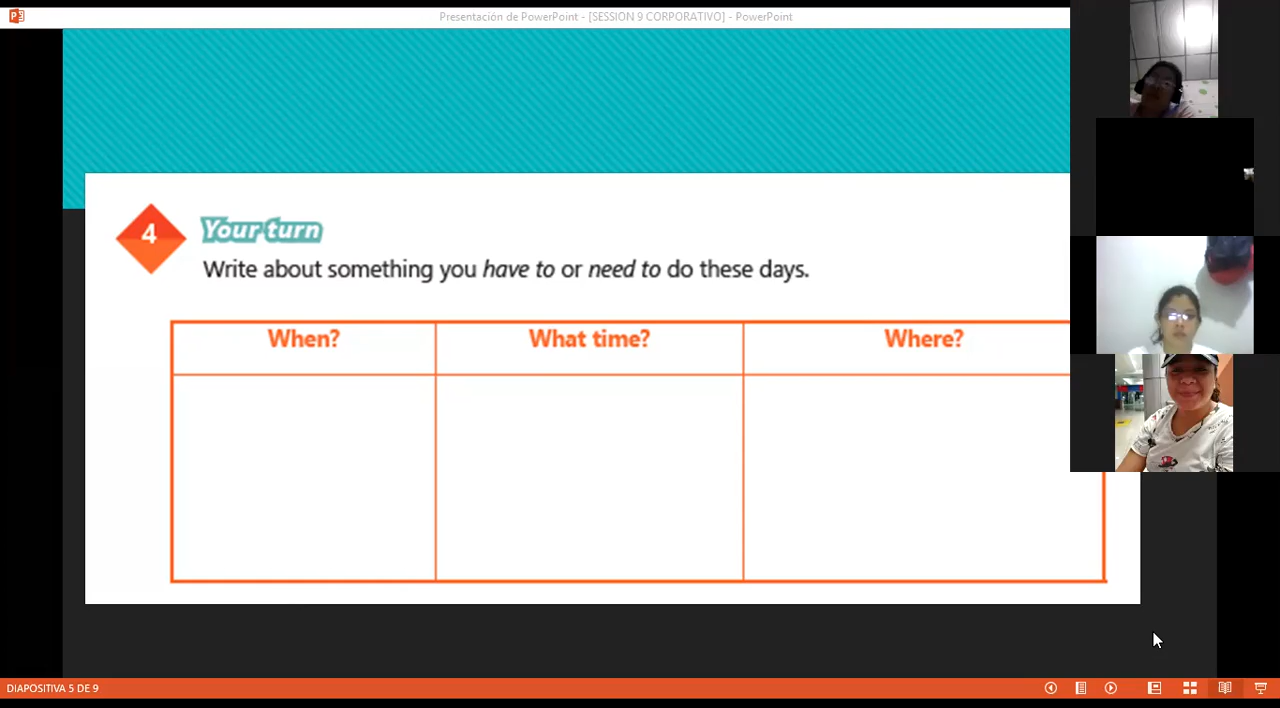 Presentación de PowerPoint - [SESSION 9 CORPORATIVO] - PowerPoint
4
Your turn
Write about something you have to or need to do these days.
When? What time? Where?
DIAPOSITIVA 5 DE 9